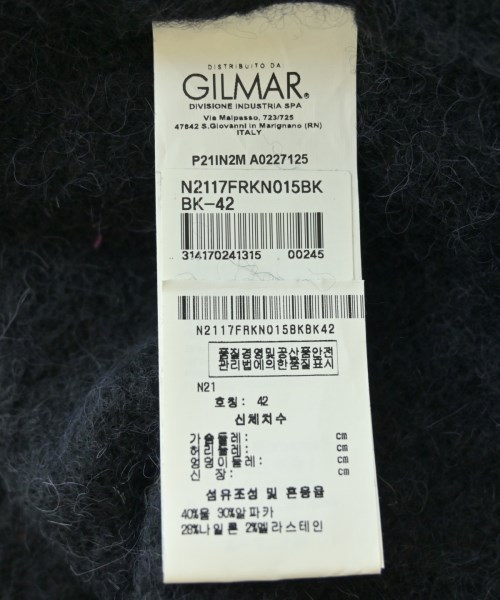 DISTRIBUITO DA
GILMAR®
DIVISIONE INDUSTRIA SPA
Via Malpasso, 723/725
47842 S.Giovanni in Marignano (RN)
ITALY
P21IN2M A0227125
N2117FRKN015BK
BK-42
314170241315 00245
N2117FRKN015BKBK42
품질경영및공산품안전
관리법에의한품질표시
N21
호칭: 42
신체치수
가슴둘레: cm
허리둘레: cm
엉덩이둘레: cm
신 장: cm
섬유조성 및 혼용율
40%울 30%알파카
28%나일론 2%엘라스테인